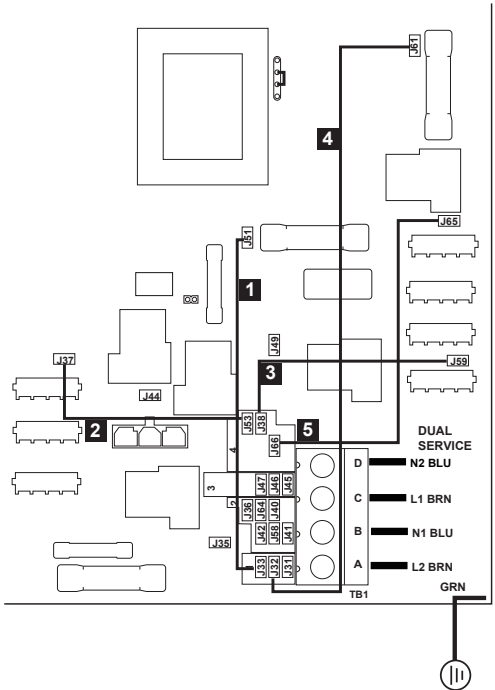 J61
4
J65
J51
1
J49
J37
3
J59
J44
J53
J38
2
5
J66
DUAL
SERVICE
4
D
N2 BLU
J47
J46
J45
3
C
L1 BRN
2
J36
J64
J40
J42
J58
J41
B
N1 BLU
J35
1
J33
J32
J31
A
L2 BRN
TB1
GRN